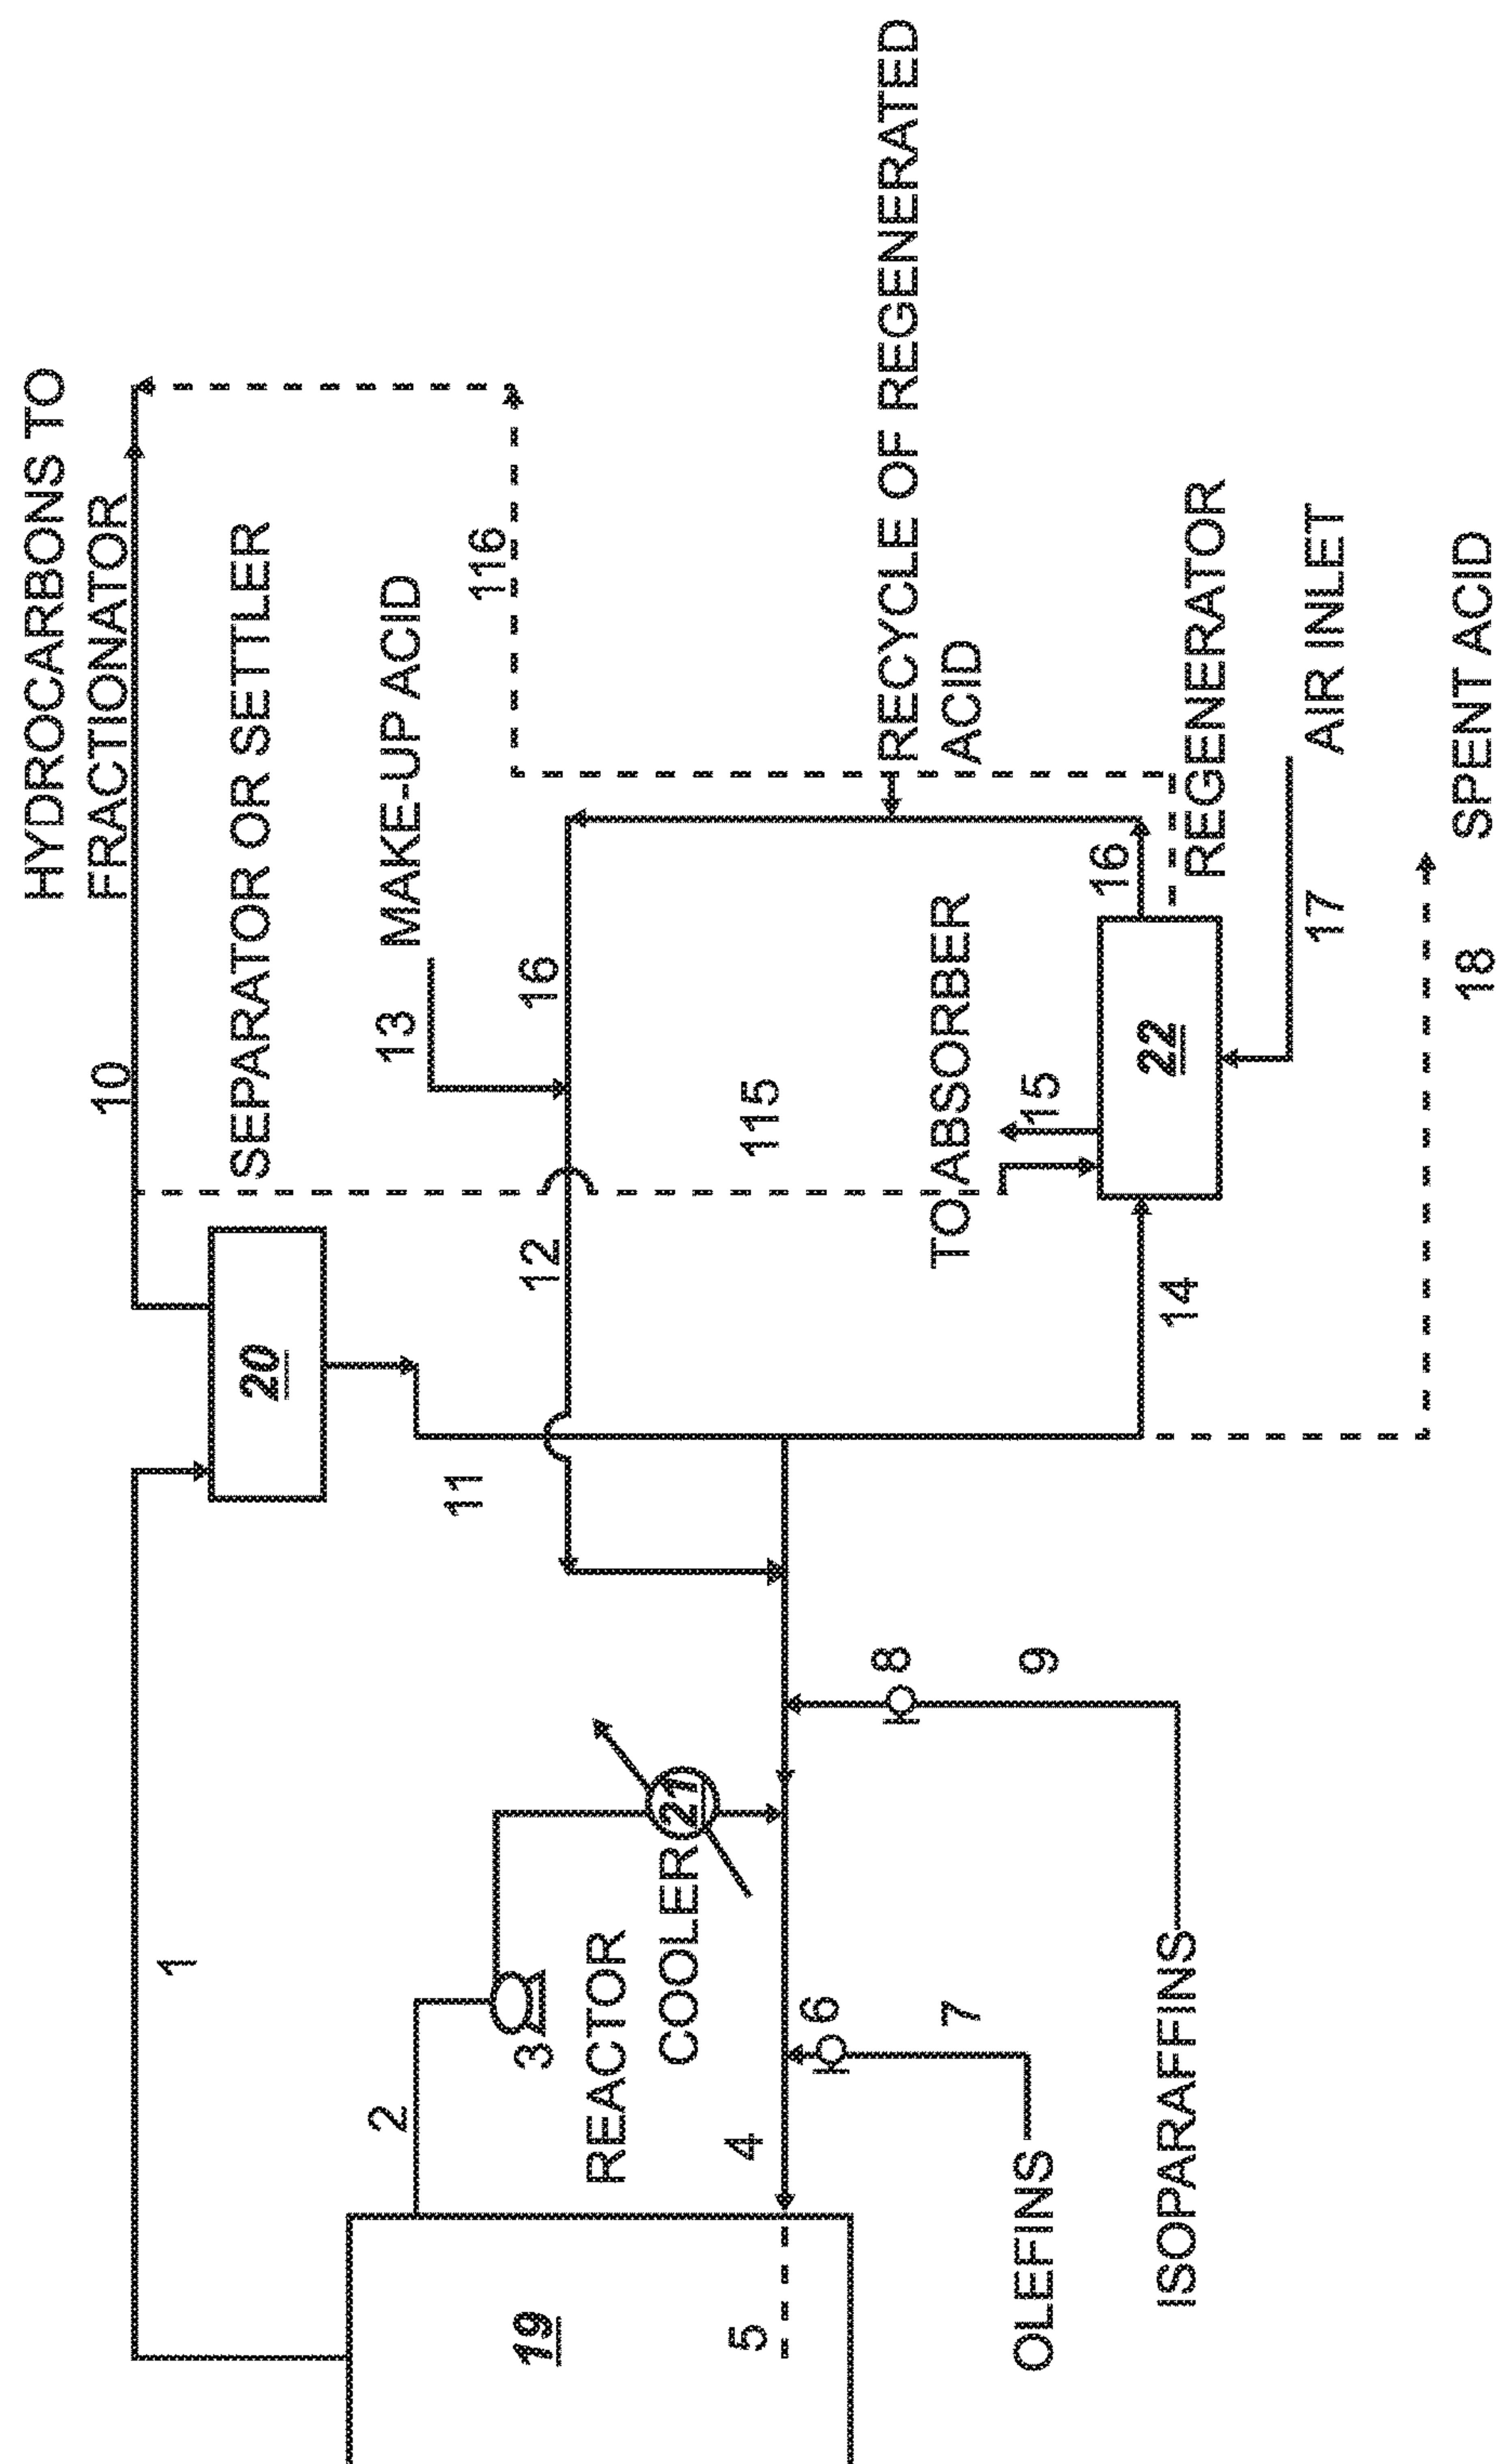 HYDROCARBONS TO
FRACTIONATOR
10
1
SEPARATOR OR SETTLER
20
MAKE-UP ACID
13
116
11
12
16
2
3
REACTOR
COOLER
21
115
RECYCLE OF REGENERATED
ACID
TO ABSORBER
15
16
REGENERATOR
22
14
AIR INLET
17
SPENT ACID
18
19
4
5
6
7
8
9
OLEFINS
ISOPARAFFINS